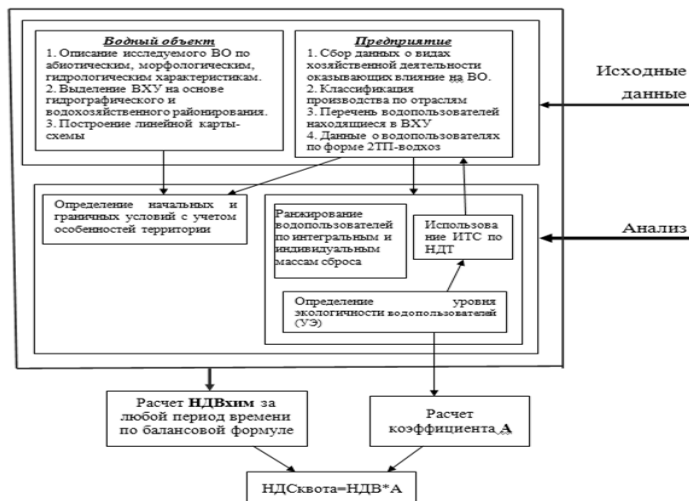 Водный объект
1. Описание исследуемого ВО по
абиотическим, морфологическим,
гидрологическим характеристикам.
2. Выделение ВХУ на основе
гидрографического и
водохозяйственного районирования.
3. Построение линейной карты-
схемы
Предприятие
1. Сбор данных о видах
хозяйственной деятельности
оказывающих влияние на ВО.
2. Классификация
производства по отраслям
3. Перечень водопользователей
находящиеся в ВХУ
4. Данные о водопользователях
по форме 2ТП-водхоз
Исходные
данные
Определение начальных и
граничных условий с учетом
особенностей территории
Ранжирование
водопользователей
по интегральным и
индивидуальным
массам сброса
Использова
ние ИТС по
НДТ
Анализ
Определение уровня
экологичности водопользователей
(УЭ)
Расчет НДВхим за
любой период времени
по балансовой формуле
Расчет
коэффициента А
НДСквота=НДВ*А